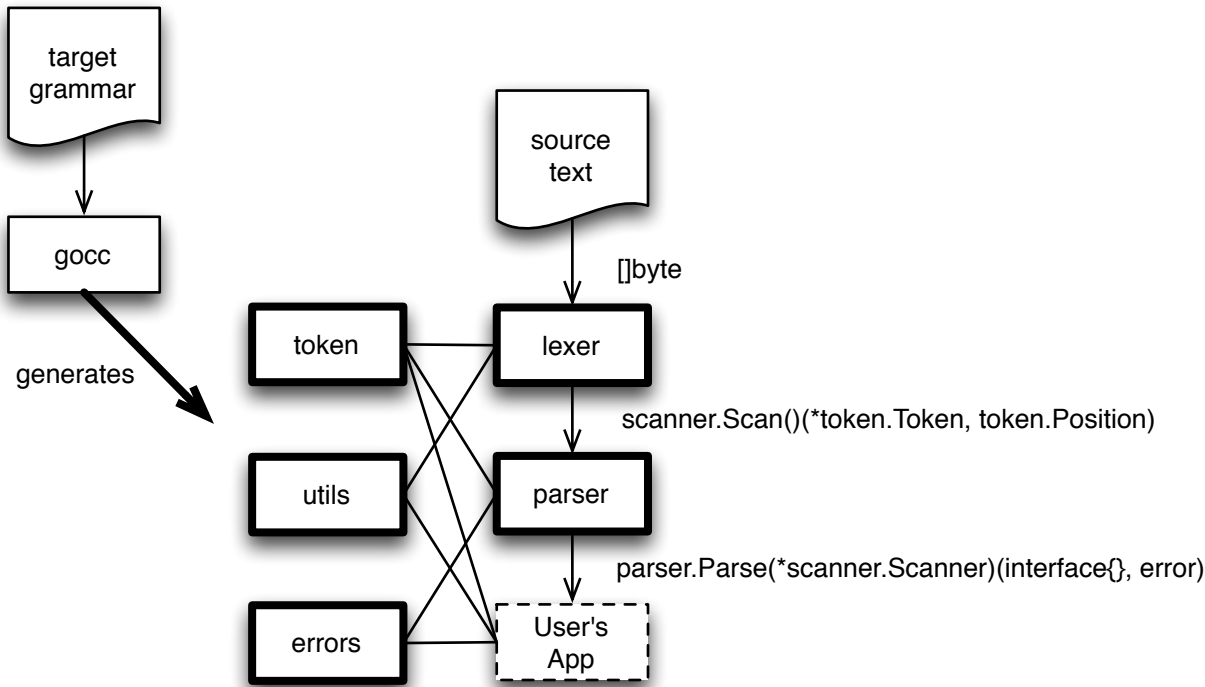 target
grammar
source
text
gocc
[]byte
token
lexer
generates
scanner.Scan()(*token.Token, token.Position)
utils
parser
parser.Parse(*scanner.Scanner)(interface{}, error)
errors
User's
App